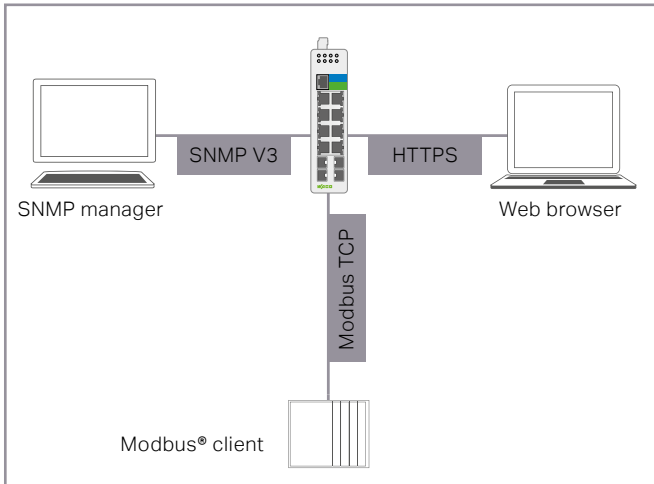 SNMP V3
HTTPS
SNMP manager
Web browser
Modbus TCP
Modbus® client